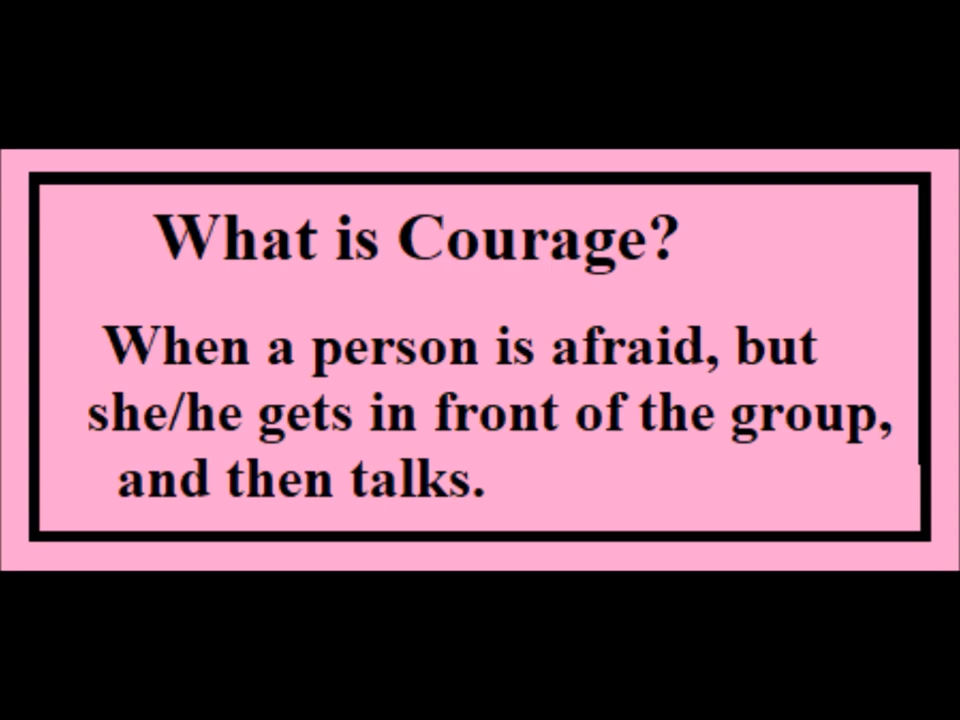 What is Courage?
When a person is afraid, but
she/he gets in front of the group,
and then talks.